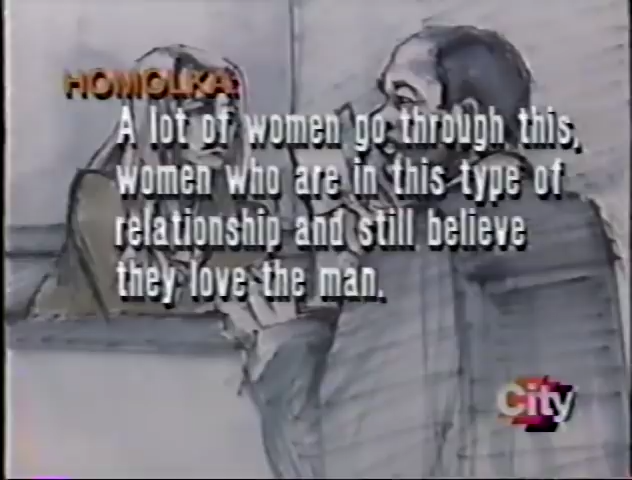 HOMOLKA:
A lot of women go through this,
women who are in this type of
relationship and still believe
they love the man.
City